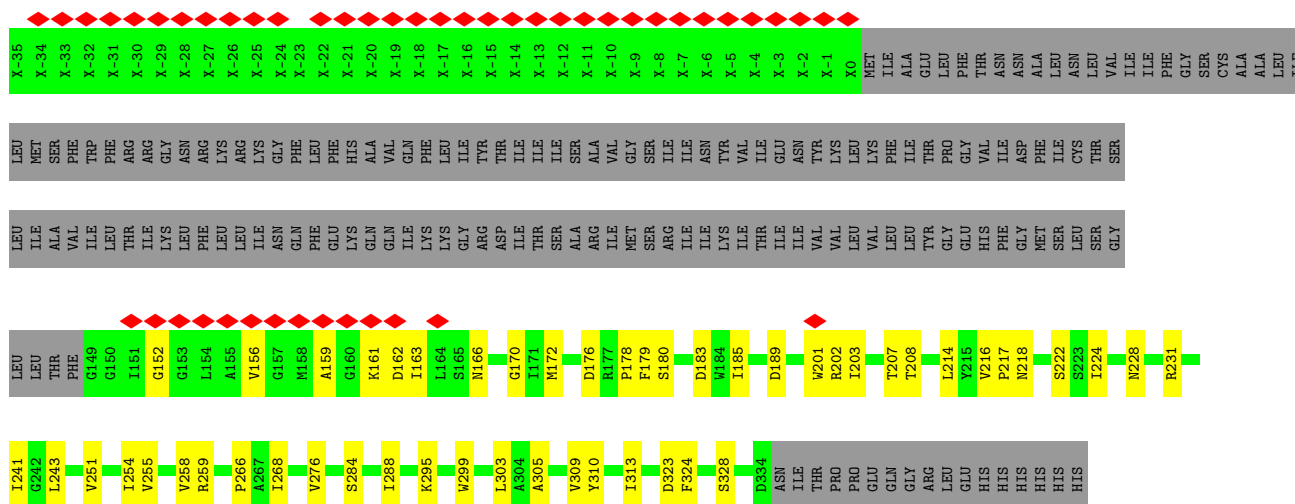 X-35 X-34 X-33 X-32 X-31 X-30 X-29 X-28 X-27 X-26 X-25 X-24 X-23 X-22 X-21 X-20 X-19 X-18 X-17 X-16 X-15 X-14 X-13 X-12 X-11 X-10 X-9 X-8 X-7 X-6 X-5 X-4 X-3 X-2 X-1 X0 MET ILE ALA GLU LEU PHE THR ASN ASN ALA LEU ASN LEU VAL ILE ILE PHE GLY SER CYS ALA ALA LEU
LEU MET SER PHE TRP PHE ARG ARG GLY ASN ARG LYS ARG LYS GLY PHE LEU PHE HIS ALA VAL GLN PHE LEU ILE TYR THR ILE ILE ILE SER ALA VAL GLY SER ILE ILE ASN TYR VAL ILE GLU ASN TYR LYS LEU LYS PHE ILE THR PRO GLY VAL ILE ASP PHE ILE CYS THR SER
LEU ILE ALA VAL ILE LEU THR ILE LYS LEU PHE LEU LEU ILE ASN GLN PHE GLU LYS GLN GLN ILE LYS LYS GLY ARG ASP ILE THR SER ALA ARG ILE MET SER ARG ILE ILE LYS ILE THR ILE ILE VAL VAL LEU VAL LEU LEU TYR GLY GLU HIS PHE GLY MET SER LEU SER GLY
LEU LEU THR PHE G149 G150 I151 G152 G153 L154 A155 V156 G157 M158 A159 G160 K161 D162 I163 L164 S165 N166 G170 I171 M172 D176 R177 P178 F179 S180 D183 W184 I185 D189 W201 R202 I203 T207 T208 L214 Y215 V216 P217 N218 S222 S223 I224 N228 R231
I241 G242 L243 V251 I254 V255 V258 R259 P266 A267 I268 V276 S284 I288 K295 W299 L303 A304 A305 V309 Y310 I313 D323 F324 S328 D334 ASN ILE THR PRO PRO GLU GLN GLY ARG LEU GLU HIS HIS HIS HIS HIS HIS